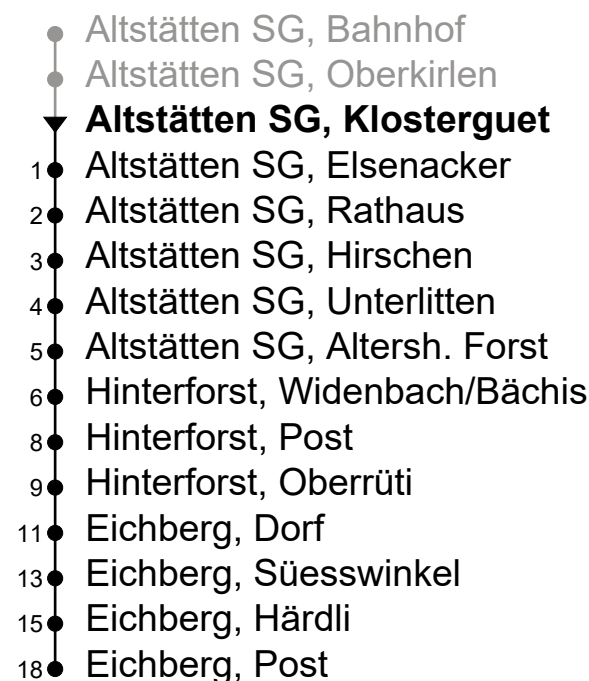 Altstätten SG, Bahnhof
Altstätten SG, Oberkirlen
Altstätten SG, Klosterguet
1 Altstätten SG, Elsenacker
2 Altstätten SG, Rathaus
3 Altstätten SG, Hirschen
4 Altstätten SG, Unterlitten
5 Altstätten SG, Altersh. Forst
6 Hinterforst, Widenbach/Bächis
8 Hinterforst, Post
9 Hinterforst, Oberrüti
11 Eichberg, Dorf
13 Eichberg, Süesswinkel
15 Eichberg, Härdli
18 Eichberg, Post